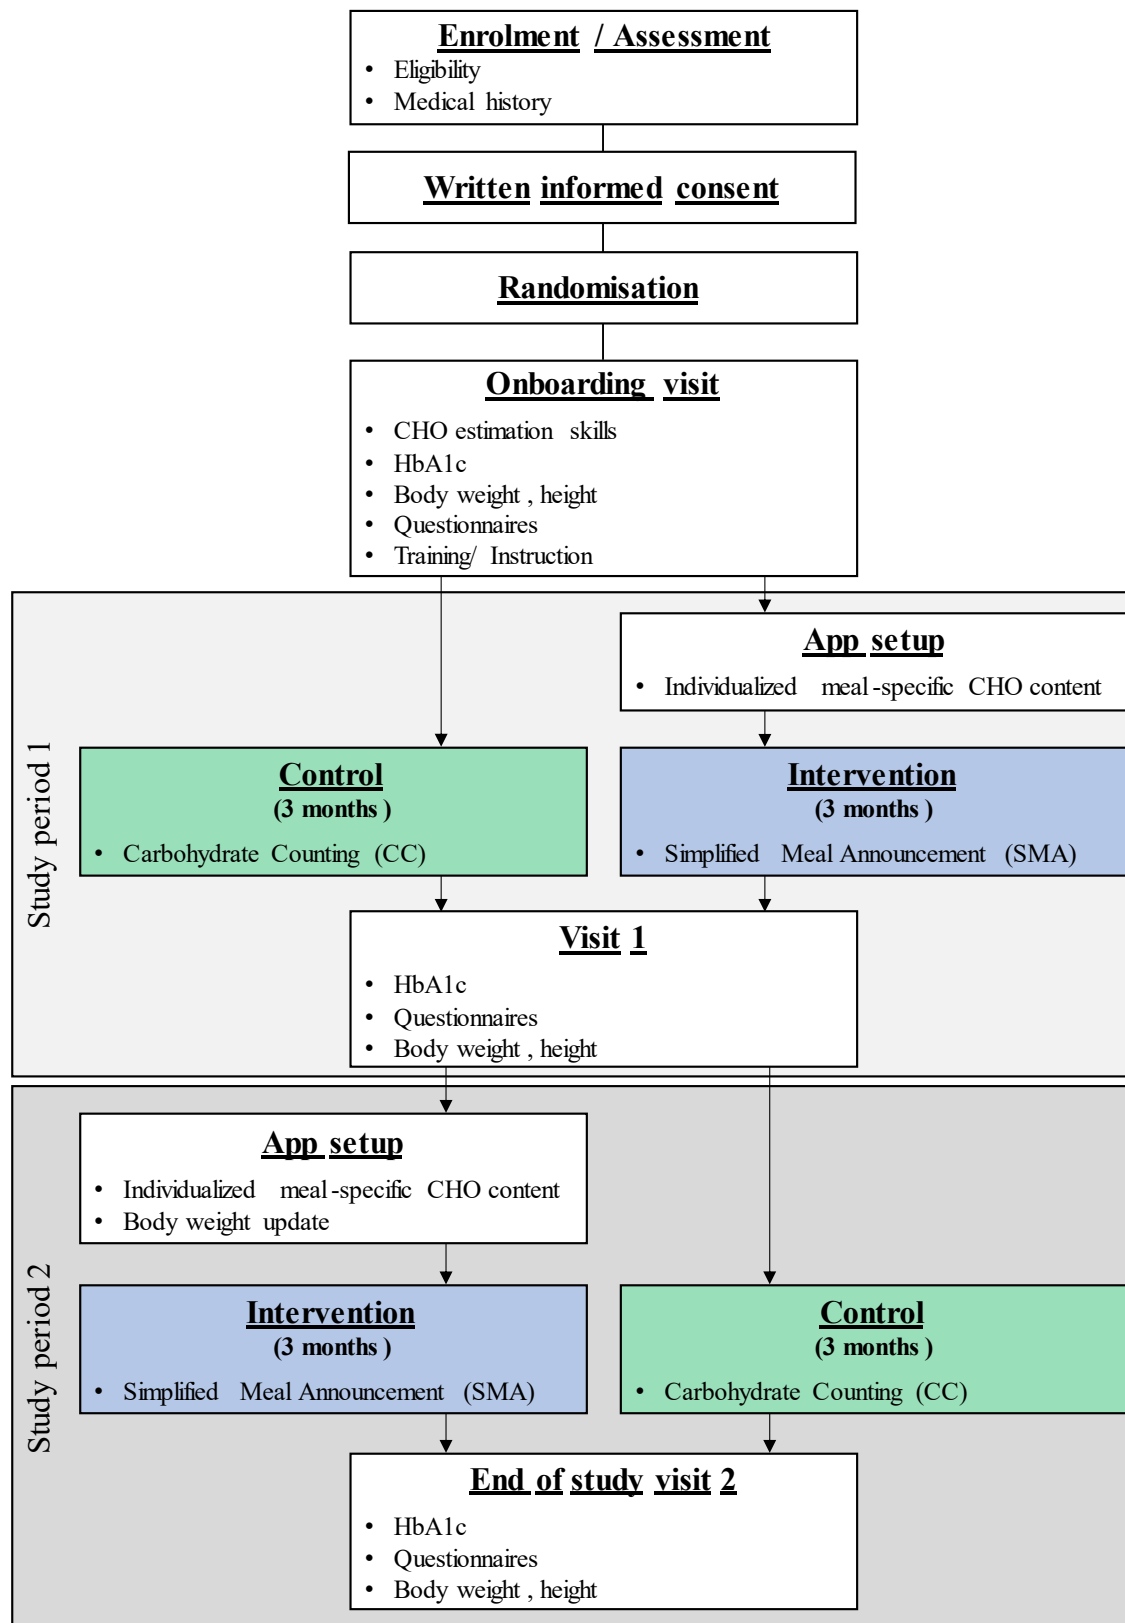 Enrolment / Assessment
• Eligibility
• Medical history
Written informed consent
Randomisation
Onboarding visit
• CHO estimation skills
• HbA1c
• Body weight , height
• Questionnaires
• Training/ Instruction
Study period 1
App setup
• Individualized meal-specific CHO content
Control
(3 months )
• Carbohydrate Counting (CC)
Intervention
(3 months )
• Simplified Meal Announcement (SMA)
Visit 1
• HbA1c
• Questionnaires
• Body weight , height
Study period 2
App setup
• Individualized meal-specific CHO content
• Body weight update
Intervention
(3 months )
• Simplified Meal Announcement (SMA)
Control
(3 months )
• Carbohydrate Counting (CC)
End of study visit 2
• HbA1c
• Questionnaires
• Body weight , height